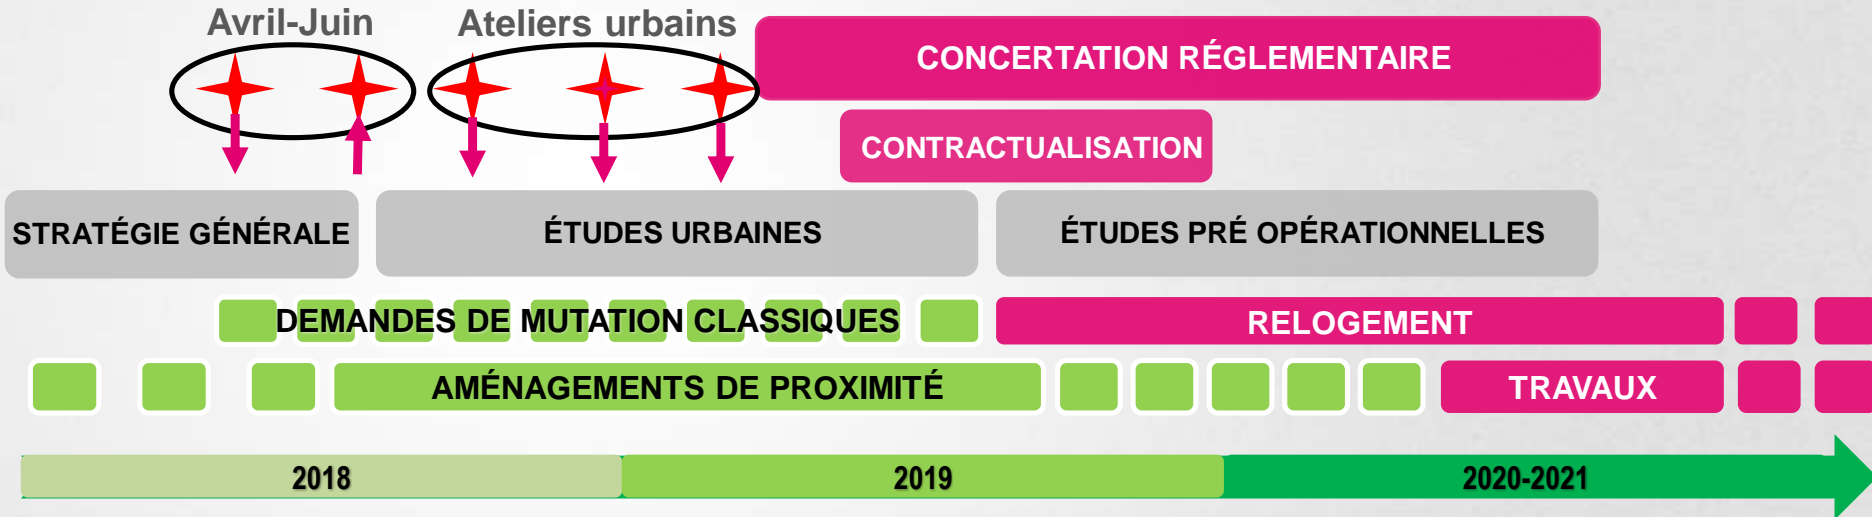 Avril-Juin
Ateliers urbains
CONCERTATION RÉGLEMENTAIRE
CONTRACTUALISATION
STRATÉGIE GÉNÉRALE
ÉTUDES URBAINES
ÉTUDES PRÉ OPÉRATIONNELLES
DEMANDES DE MUTATION CLASSIQUES
RELOGEMENT
AMÉNAGEMENTS DE PROXIMITÉ
TRAVAUX
2018
2019
2020-2021